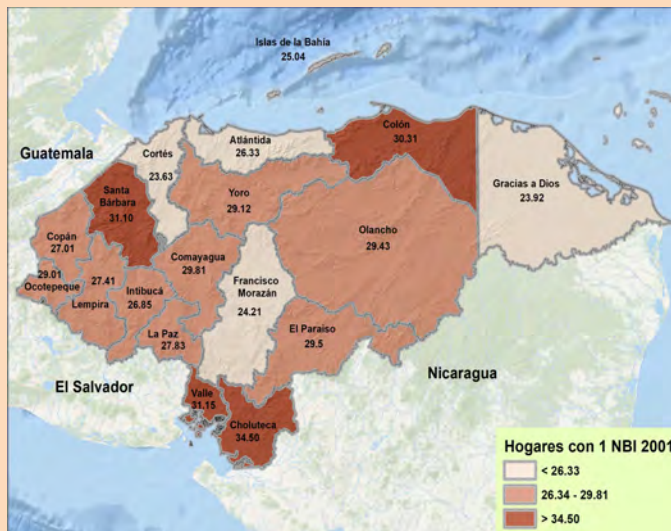 Islas de la Bahía
25.04
Guatemala
Cortés
23.63
Atlántida
26.33
Colón
30.31
Gracias a Dios
23.92
Santa
Bárbara
31.10
Yoro
29.12
Copán
27.01
Olancho
29.43
Comayagua
29.81
29.01
Ocotepeque
27.41
Lempira
Intibucá
26.85
Francisco
Morazán
24.21
La Paz
27.83
El Paraíso
29.5
El Salvador
Nicaragua
Valle
31.15
Choluteca
34.50
Hogares con 1 NBI 2001
< 26.33
26.34 - 29.81
> 34.50